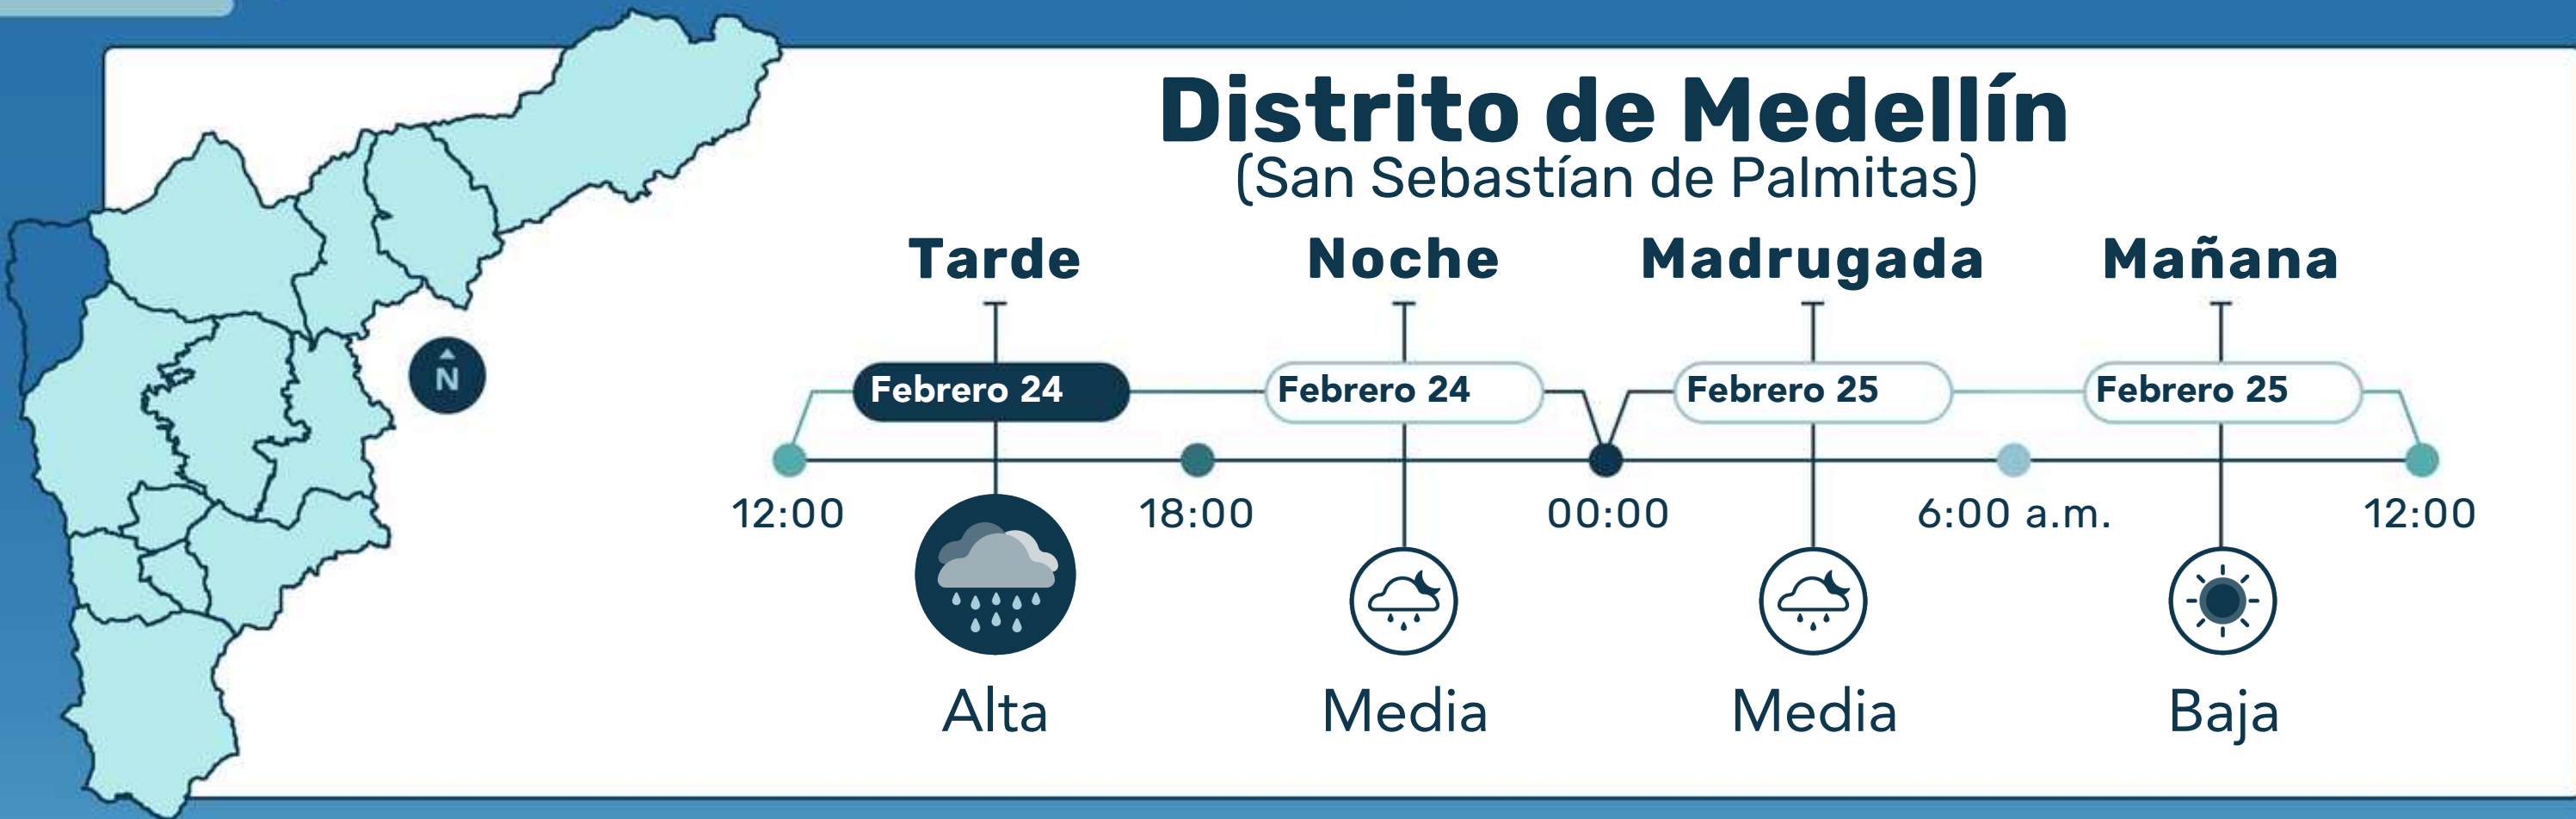 Distrito de Medellín
(San Sebastían de Palmitas)
Tarde Noche Madrugada Mañana
Febrero 24 Febrero 24 Febrero 25 Febrero 25
N
12:00 18:00 00:00 6:00 a.m. 12:00
Alta Media Media Baja